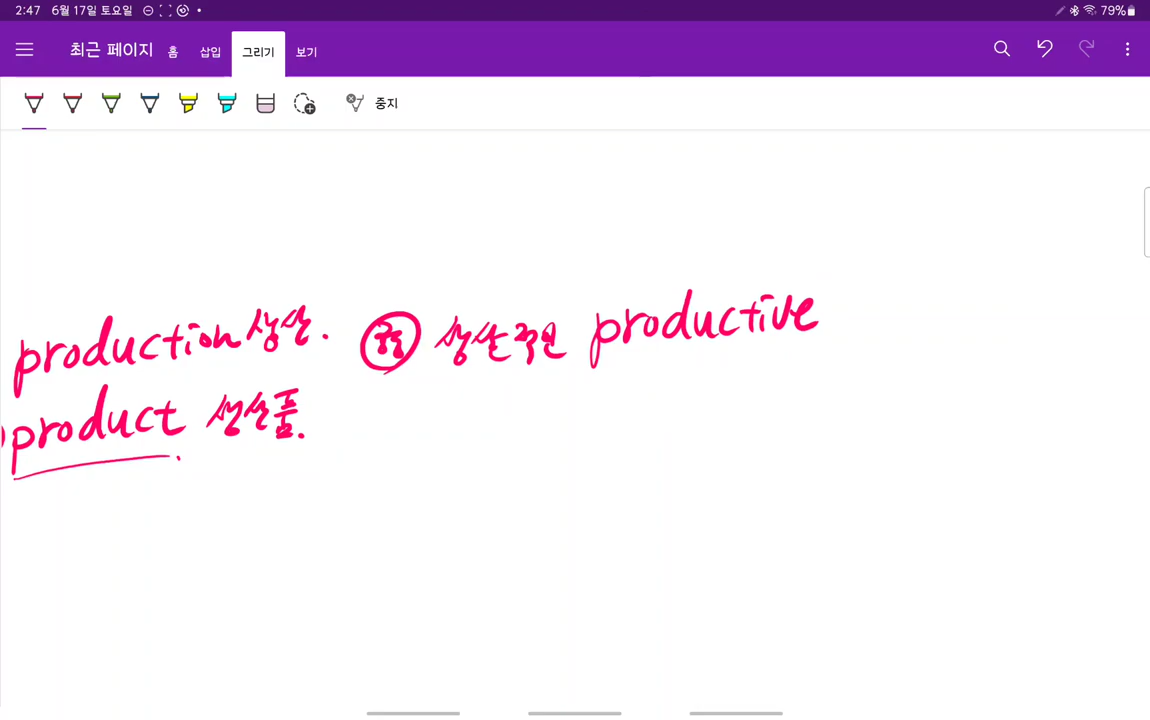 2:47 6월 17일 토요일 79%
최근 페이지 홈 삽입 그리기 보기
중지
production 생산. 생산적인 productive
product 생산품.